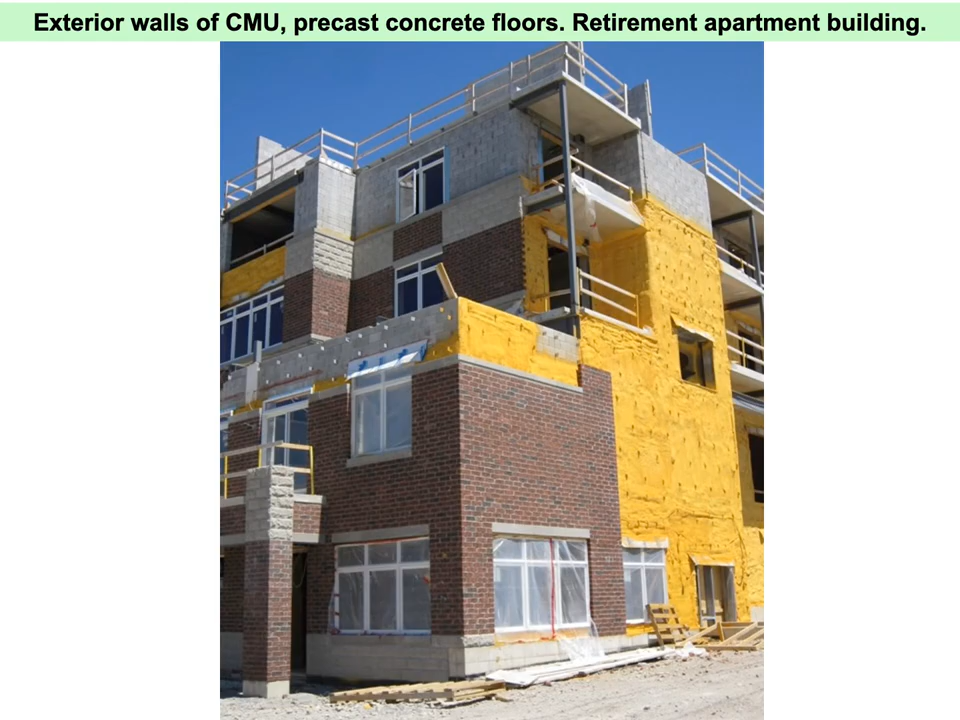 Exterior walls of CMU, precast concrete floors. Retirement apartment building.